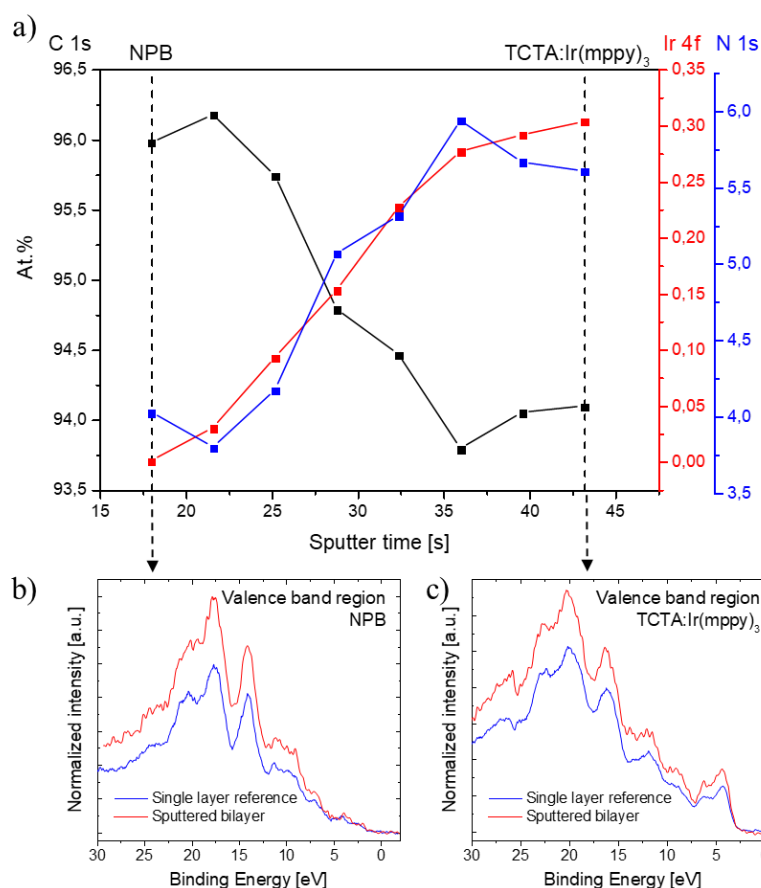 a)
C 1s
NPB
TCTA:Ir(mppy)3
Ir 4f
N 1s
96.5
96.0
95.5
95.0
94.5
94.0
93.5
At.%
0,35
0,30
0,25
0,20
0,15
0,10
0,05
0,00
6,0
5,5
5,0
4,5
4,0
3,5
15 20 25 30 35 40 45
Sputter time [s]
b)
Valence band region
NPB
Normalized intensity [a.u.]
Single layer reference
Sputtered bilayer
30 25 20 15 10 5 0
Binding Energy [eV]
c)
Valence band region
TCTA:Ir(mppy)3
Normalized intensity [a.u.]
Single layer reference
Sputtered bilayer
30 25 20 15 10 5 0
Binding Energy [eV]